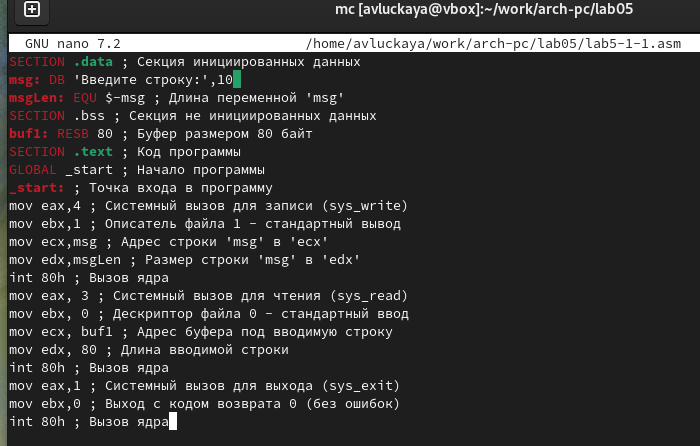 mc [avluckaya@vbox]:~/work/arch-pc/lab05
GNU nano 7.2 /home/avluckaya/work/arch-pc/lab05/lab5-1-1.asm
SECTION .data ; Секция инициированных данных
msg: DB 'Введите строку:',10
msgLen: EQU $-msg ; Длина переменной 'msg'
SECTION .bss ; Секция не инициированных данных
buf1: RESB 80 ; Буфер размером 80 байт
SECTION .text ; Код программы
GLOBAL _start ; Начало программы
_start: ; Точка входа в программу
mov eax,4 ; Системный вызов для записи (sys_write)
mov ebx,1 ; Описатель файла 1 - стандартный вывод
mov ecx,msg ; Адрес строки 'msg' в 'ecx'
mov edx,msgLen ; Размер строки 'msg' в 'edx'
int 80h ; Вызов ядра
mov eax, 3 ; Системный вызов для чтения (sys_read)
mov ebx, 0 ; Дескриптор файла 0 - стандартный ввод
mov ecx, buf1 ; Адрес буфера под вводимую строку
mov edx, 80 ; Длина вводимой строки
int 80h ; Вызов ядра
mov eax,1 ; Системный вызов для выхода (sys_exit)
mov ebx,0 ; Выход с кодом возврата 0 (без ошибок)
int 80h ; Вызов ядра